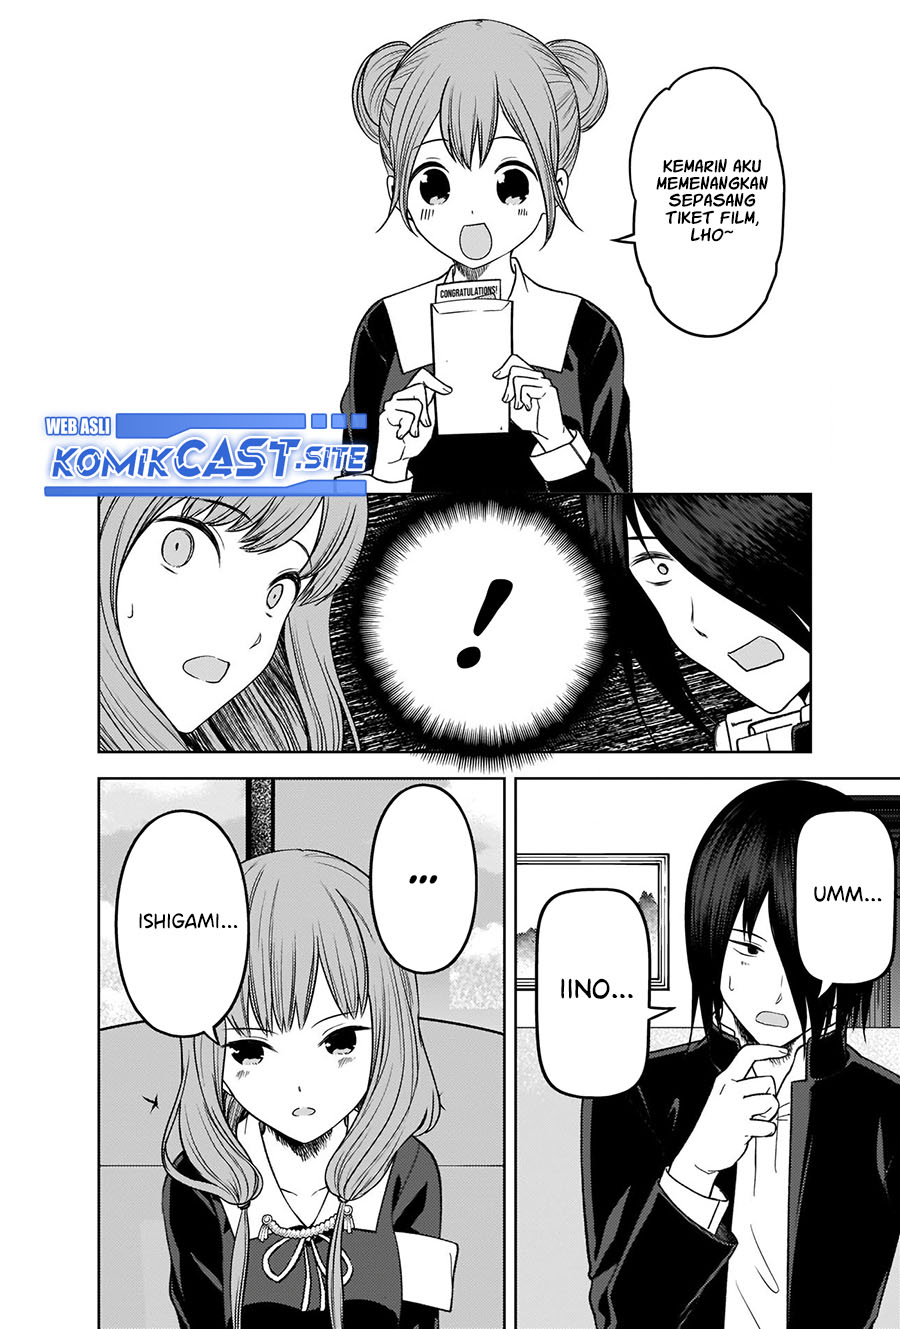 KEMARIN AKU
MEMENANGKAN
SEPASANG
TIKET FILM,
LHO~
CONGRATULATIONS!
WEB ASLI
KOMIKCAST.SITE
!
UMM...
IINO...
...
ISHIGAMI...